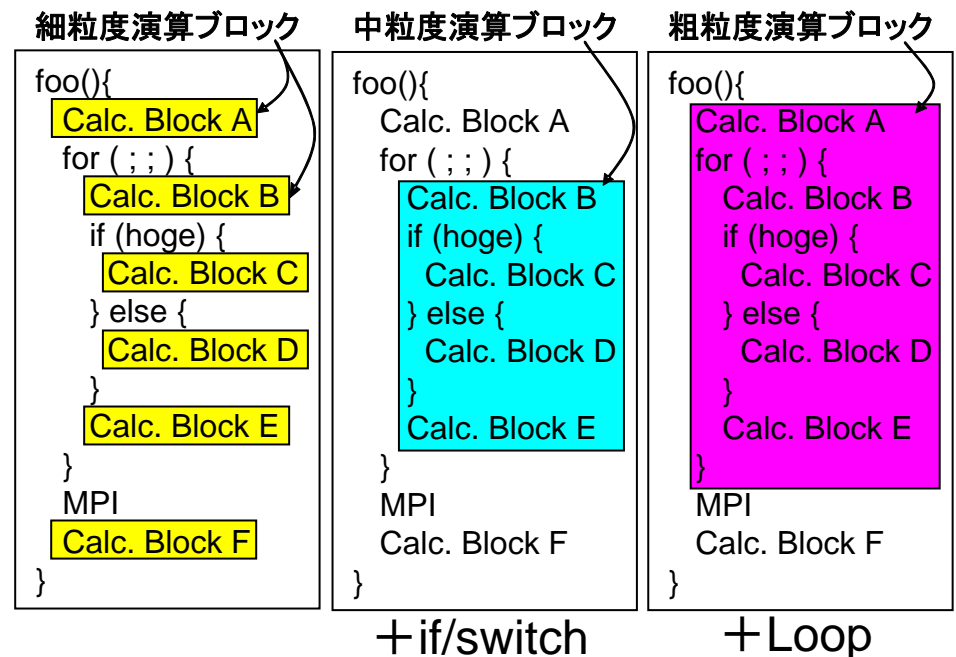 細粒度演算ブロック
foo(){
Calc. Block A
for ( ; ; ) {
Calc. Block B
if (hoge) {
Calc. Block C
} else {
Calc. Block D
}
Calc. Block E
}
MPI
Calc. Block F
}
中粒度演算ブロック
foo(){
Calc. Block A
for ( ; ; ) {
Calc. Block B
if (hoge) {
Calc. Block C
} else {
Calc. Block D
}
Calc. Block E
}
MPI
Calc. Block F
}
＋if/switch
粗粒度演算ブロック
foo(){
Calc. Block A
for ( ; ; ) {
Calc. Block B
if (hoge) {
Calc. Block C
} else {
Calc. Block D
}
Calc. Block E
}
MPI
Calc. Block F
}
＋Loop